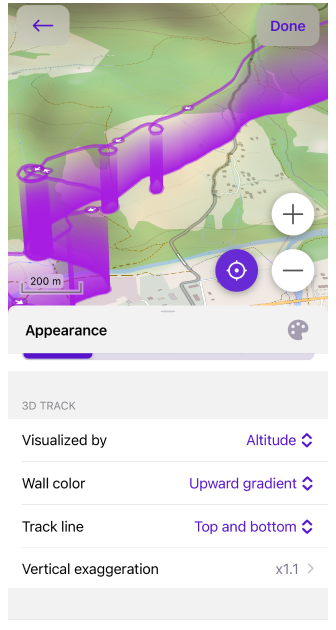 Done
200 m
Appearance
3D TRACK
Visualized by
Altitude
Wall color
Upward gradient
Track line
Top and bottom
Vertical exaggeration
x1.1